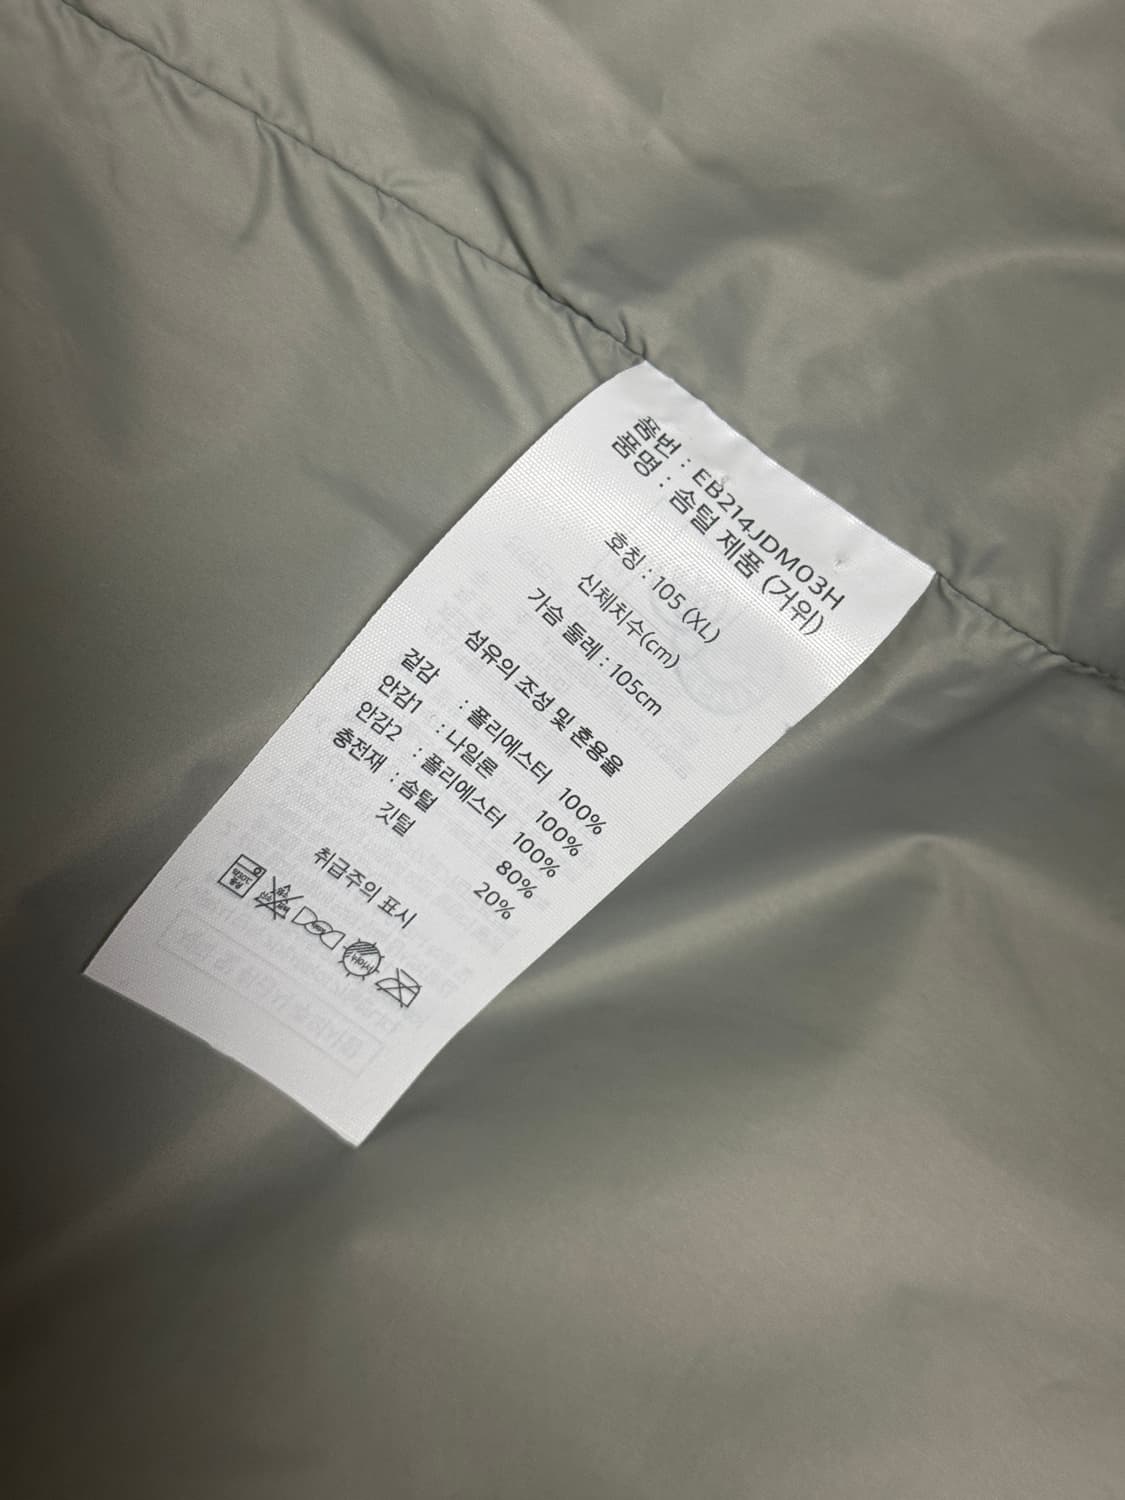 품번 : EB214JDM03H
품명 : 솜털 제품 (거위)
호칭 : 105 (XL)
신체치수(cm)
가슴 둘레 : 105cm
섬유의 조성 및 혼용율
겉감 : 폴리에스터 100%
안감1 : 나일론 100%
안감2 : 폴리에스터 100%
충전재 : 솜털 80%
깃털 20%
취급주의 표시